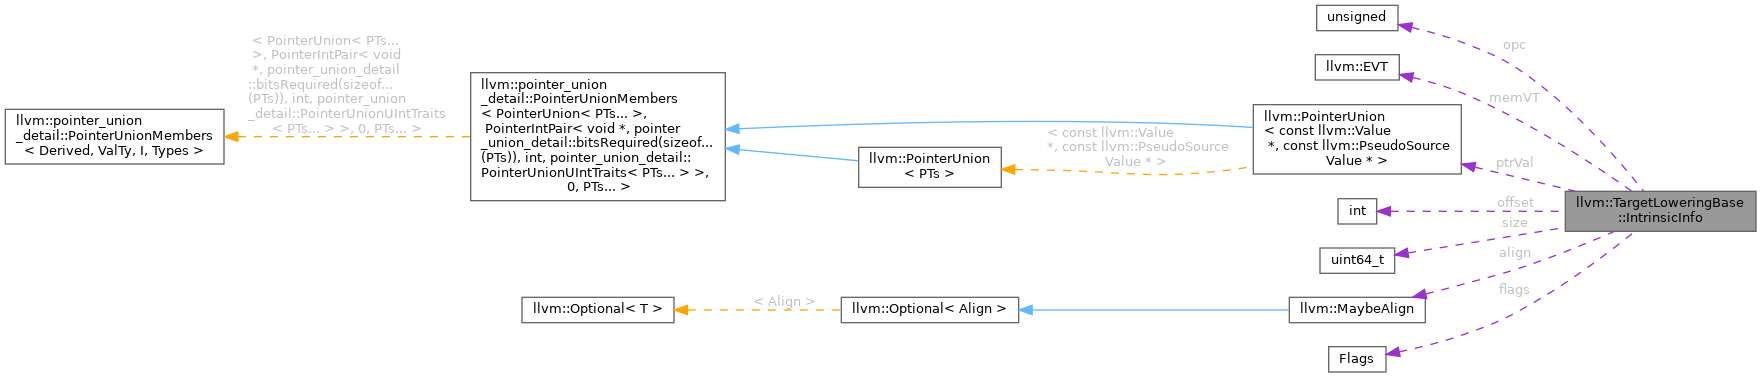 unsigned
opc
llvm::EVT
memVT
< PointerUnion< PTs...
>, PointerIntPair< void
*, pointer_union_detail
::bitsRequired(sizeof...
(PTs)), int, pointer_union
_detail::PointerUnionUIntTraits
< PTs... > >, 0, PTs... >
llvm::pointer_union
_detail::PointerUnionMembers
< Derived, ValTy, I, Types >
llvm::pointer_union
_detail::PointerUnionMembers
< PointerUnion< PTs... >,
PointerIntPair< void *, pointer
_union_detail::bitsRequired(sizeof...
(PTs)), int, pointer_union_detail::
PointerUnionUIntTraits< PTs... > >,
0, PTs... >
llvm::PointerUnion
< PTs >
< const llvm::Value
*, const llvm::PseudoSource
Value * >
llvm::PointerUnion
< const llvm::Value
*, const llvm::PseudoSource
Value * >
ptrVal
llvm::TargetLoweringBase
::IntrinsicInfo
int
offset
size
uint64_t
align
flags
llvm::Optional< T >
< Align >
llvm::Optional< Align >
llvm::MaybeAlign
Flags